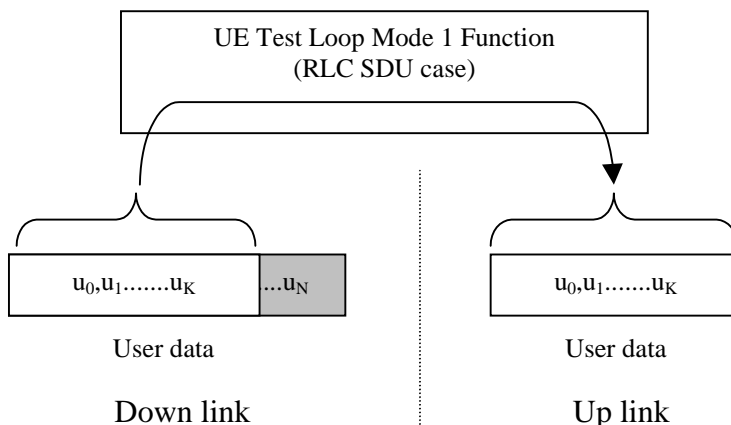 UE Test Loop Mode 1 Function
(RLC SDU case)
u0,u1.......uK ....uN
u0,u1.......uK
User data
User data
Down link
Up link